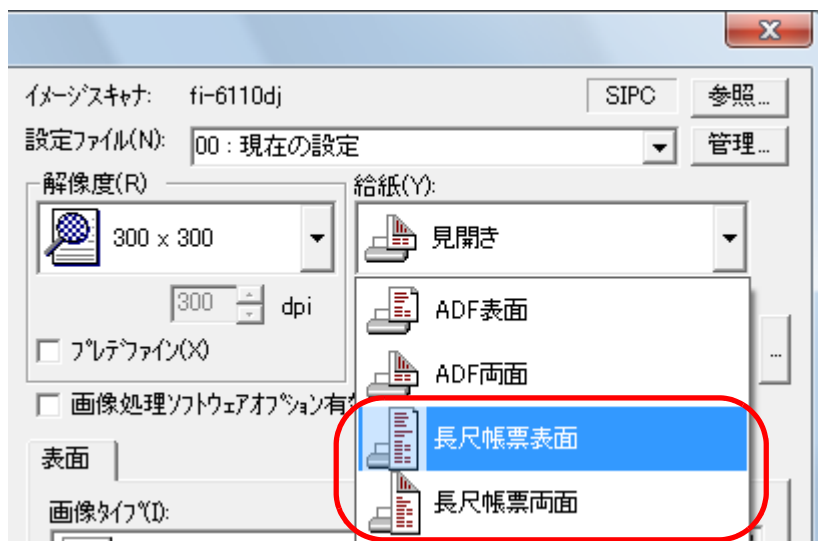 イメージスキャナ: fi-6110dj SIPC 参照...
設定ファイル(N): 00 : 現在の設定 管理...
解像度(R) 給紙(Y):
300 × 300 見開き
300 dpi ADF表面
プレデファイン(X) ...
ADF両面
画像処理ソフトウェアオプション有
長尺帳票表面
表面
長尺帳票両面
画像タイプ(I):